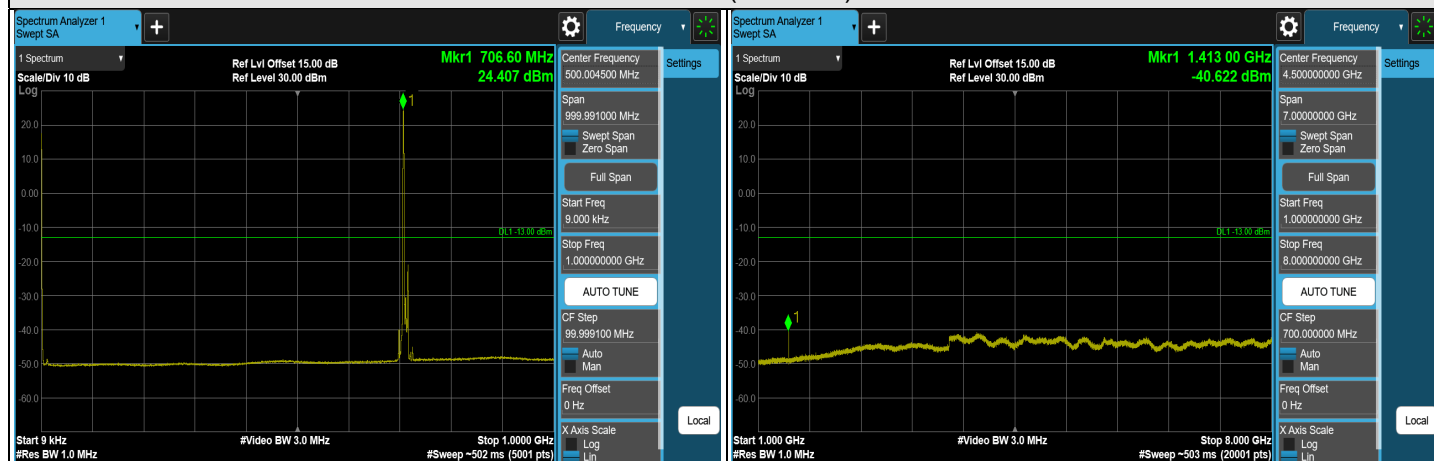 Spectrum Analyzer 1
Swept SA
+
Frequency
1 Spectrum
Scale/Div 10 dB
Log
Ref Lvl Offset 15.00 dB
Ref Level 30.00 dBm
Mkr1 706.60 MHz
24.407 dBm
1
20.0
10.0
0.00
-10.0
-20.0
-30.0
-40.0
-50.0
-60.0
DL1 -13.00 dBm
Start 9 kHz
#Res BW 1.0 MHz
#Video BW 3.0 MHz
Stop 1.0000 GHz
#Sweep ~502 ms (5001 pts)
Center Frequency
500.004500 MHz
Span
999.991000 MHz
Swept Span
Zero Span
Full Span
Start Freq
9.000 kHz
Stop Freq
1.000000000 GHz
AUTO TUNE
CF Step
99.999100 MHz
Auto
Man
Freq Offset
0 Hz
X Axis Scale
Log
Lin
Settings
Local
Spectrum Analyzer 1
Swept SA
+
Frequency
1 Spectrum
Scale/Div 10 dB
Log
Ref Lvl Offset 15.00 dB
Ref Level 30.00 dBm
Mkr1 1.413 00 GHz
-40.622 dBm
1
20.0
10.0
0.00
-10.0
-20.0
-30.0
-40.0
-50.0
-60.0
DL1 -13.00 dBm
Start 1.000 GHz
#Res BW 1.0 MHz
#Video BW 3.0 MHz
Stop 8.000 GHz
#Sweep ~503 ms (20001 pts)
Center Frequency
4.500000000 GHz
Span
7.00000000 GHz
Swept Span
Zero Span
Full Span
Start Freq
1.000000000 GHz
Stop Freq
8.000000000 GHz
AUTO TUNE
CF Step
700.000000 MHz
Auto
Man
Freq Offset
0 Hz
X Axis Scale
Log
Lin
Settings
Local